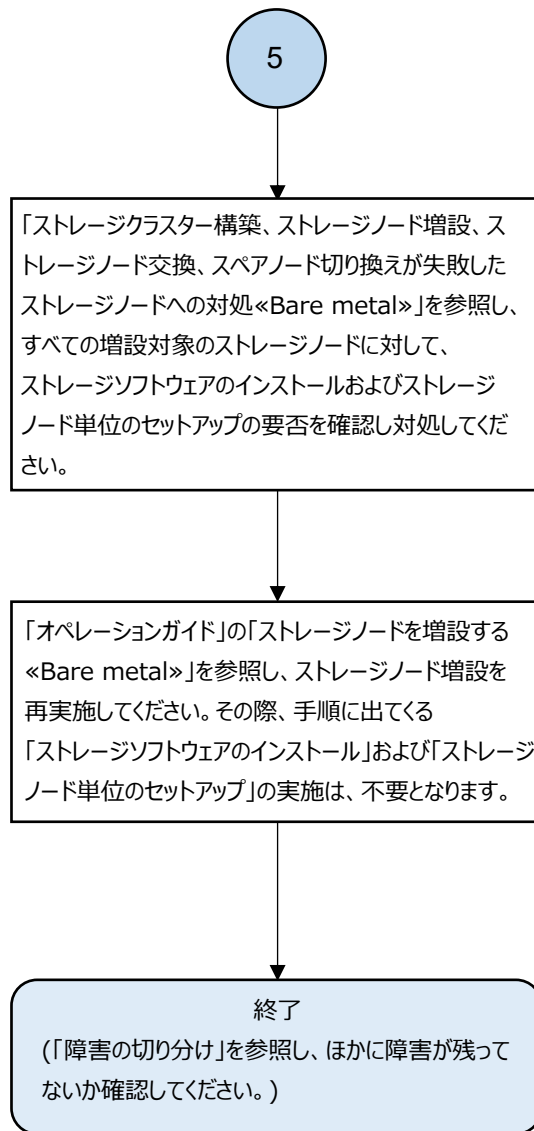 5
「ストレージクラスター構築、ストレージノード増設、ス
トレージノード交換、スペアノード切り換えが失敗した
ストレージノードへの対処«Bare metal»」を参照し、
すべての増設対象のストレージノードに対して、
ストレージソフトウェアのインストールおよびストレージ
ノード単位のセットアップの要否を確認し対処してくだ
さい。
「オペレーションガイド」の「ストレージノードを増設する
«Bare metal»」を参照し、ストレージノード増設を
再実施してください。その際、手順に出てくる
「ストレージソフトウェアのインストール」および「ストレージ
ノード単位のセットアップ」の実施は、不要となります。
終了
(「障害の切り分け」を参照し、ほかに障害が残って
ないか確認してください。)